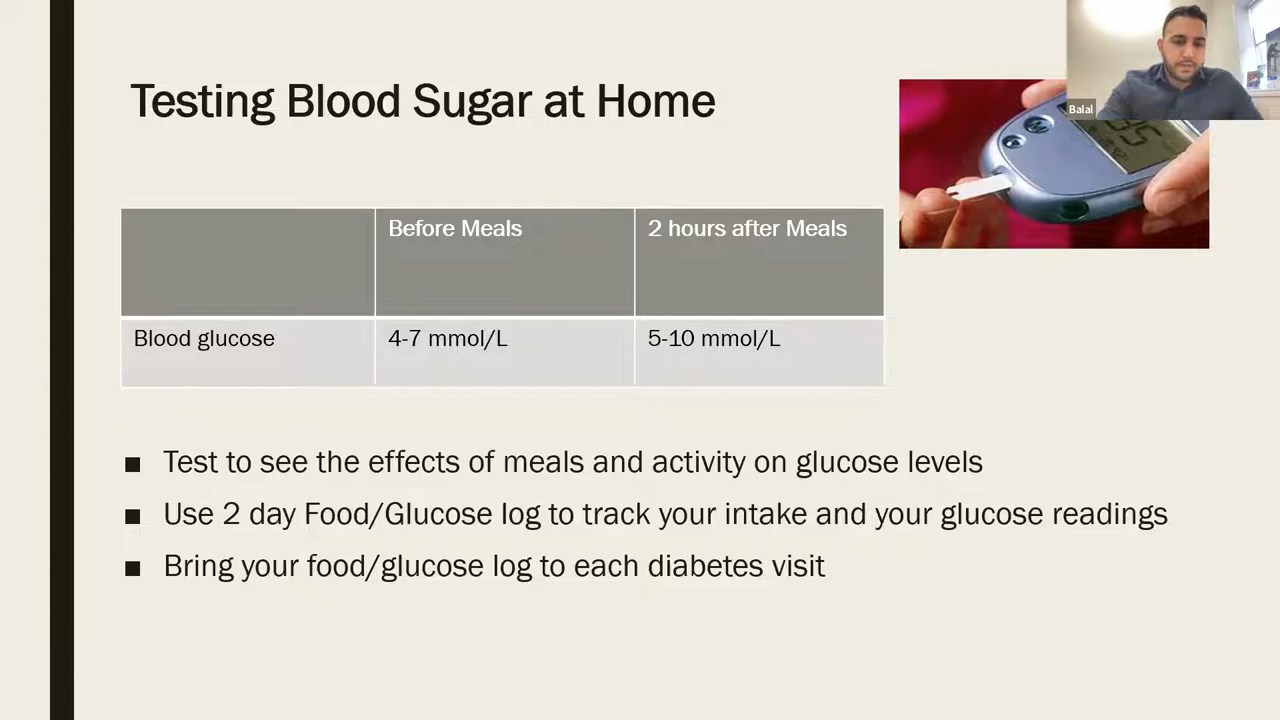 Testing Blood Sugar at Home
Balal
Before Meals
2 hours after Meals
Blood glucose
4-7 mmol/L
5-10 mmol/L
■ Test to see the effects of meals and activity on glucose levels
■ Use 2 day Food/Glucose log to track your intake and your glucose readings
■ Bring your food/glucose log to each diabetes visit